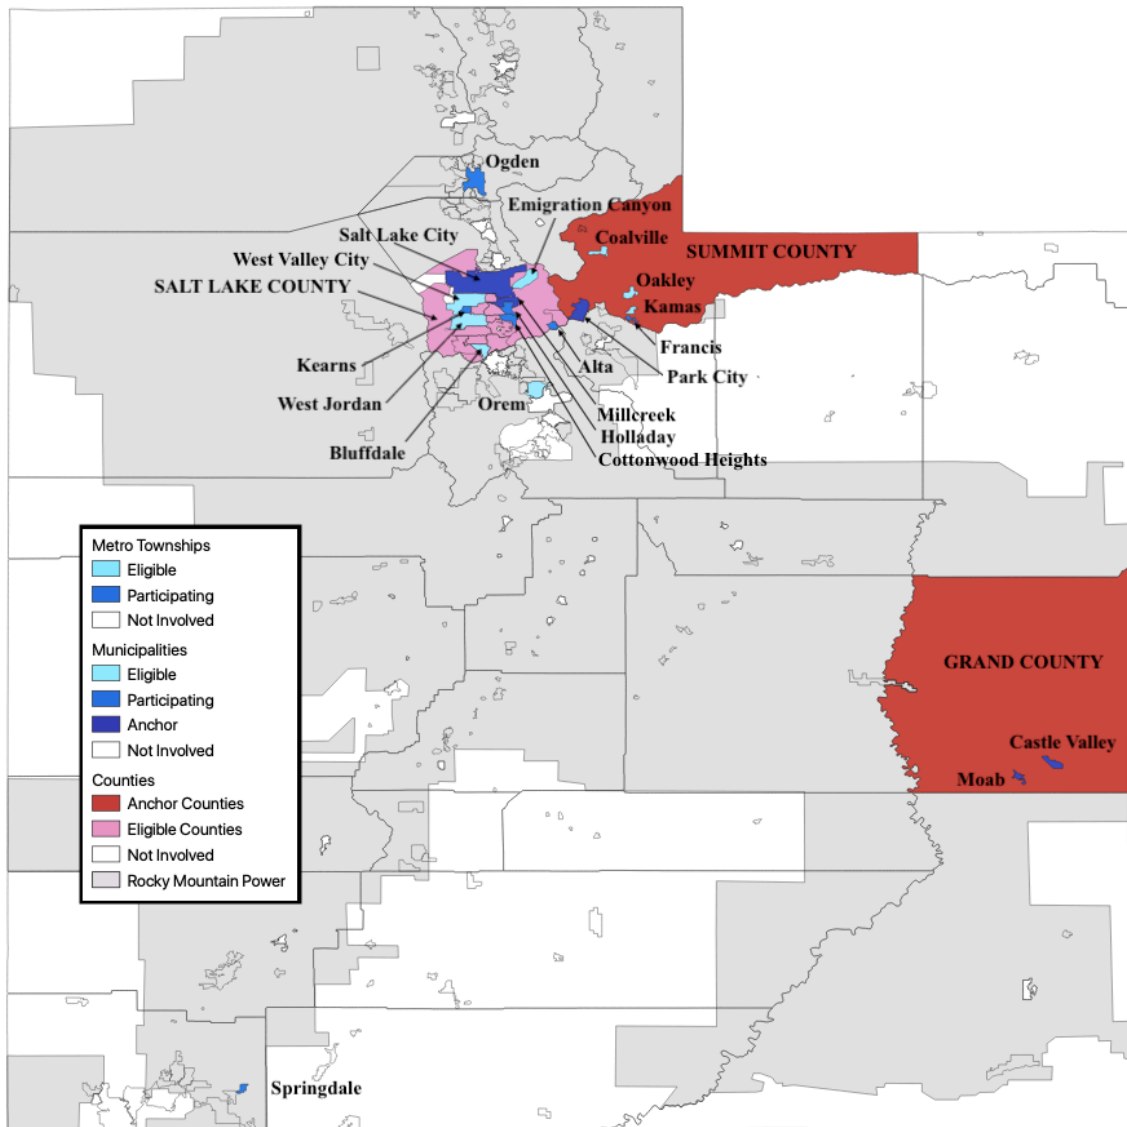 Ogden
Emigration Canyon
Salt Lake City
Coalville
West Valley City
SUMMIT COUNTY
SALT LAKE COUNTY
Oakley
Kamas
Francis
Kearns
Alta
Park City
West Jordan
Orem
Millcreek
Holladay
Bluffdale
Cottonwood Heights
Metro Townships
Eligible
Participating
Not Involved
Municipalities
Eligible
Participating
Anchor
Not Involved
Counties
Anchor Counties
Eligible Counties
Not Involved
Rocky Mountain Power
GRAND COUNTY
Castle Valley
Moab
Springdale